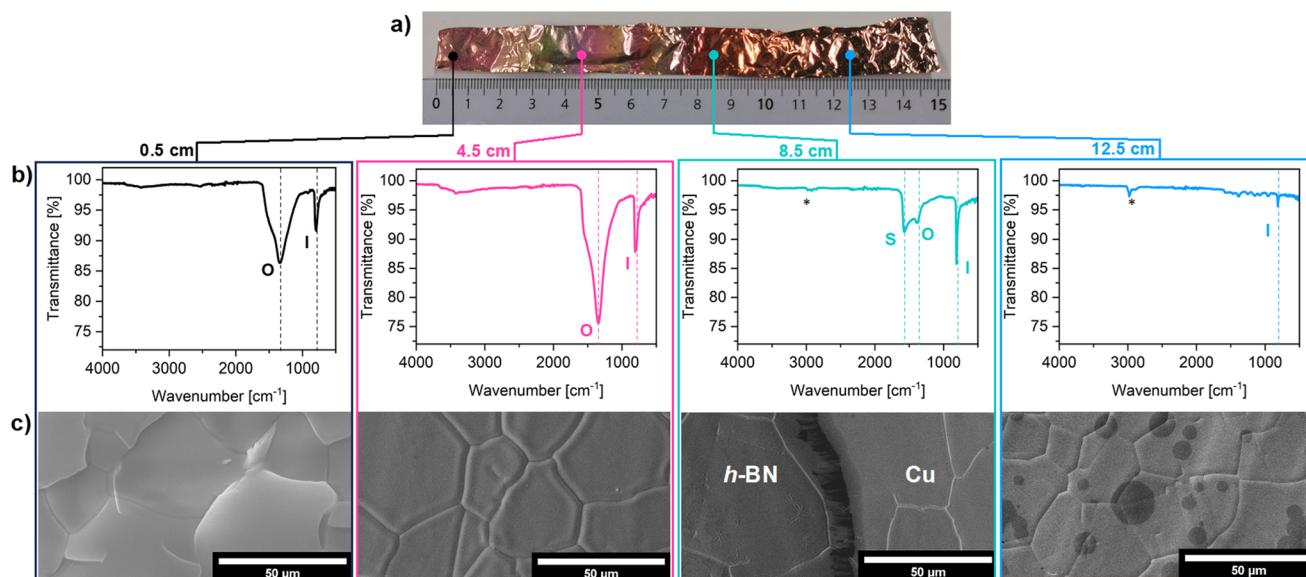 a)
0 1 2 3 4 5 6 7 8 9 10 11 12 13 14 15
0.5 cm 4.5 cm 8.5 cm 12.5 cm
b)
100
95
90
85
80
75
Transmittance [%]
O
I
4000 3000 2000 1000
Wavenumber [cm⁻¹]
100
95
90
85
80
75
Transmittance [%]
O
I
4000 3000 2000 1000
Wavenumber [cm⁻¹]
100
95
90
85
80
75
Transmittance [%]
*
S
O
I
4000 3000 2000 1000
Wavenumber [cm⁻¹]
100
95
90
85
80
75
Transmittance [%]
*
I
4000 3000 2000 1000
Wavenumber [cm⁻¹]
c)
50 µm
50 µm
h-BN Cu
50 µm
50 µm